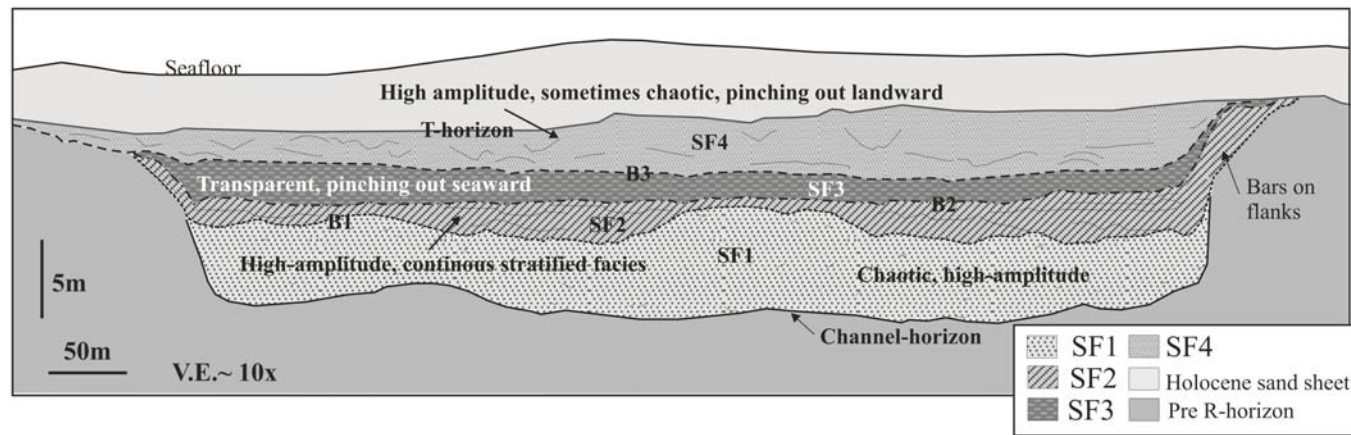 Seafloor
High amplitude, sometimes chaotic, pinching out landward
T-horizon
SF4
B3
Transparent, pinching out seaward
SF3
B2
Bars on
flanks
B1
SF2
SF1
High-amplitude, continous stratified facies
Chaotic, high-amplitude
5m
Channel-horizon
50m
V.E.~ 10x
SF1
SF4
SF2
Holocene sand sheet
SF3
Pre R-horizon